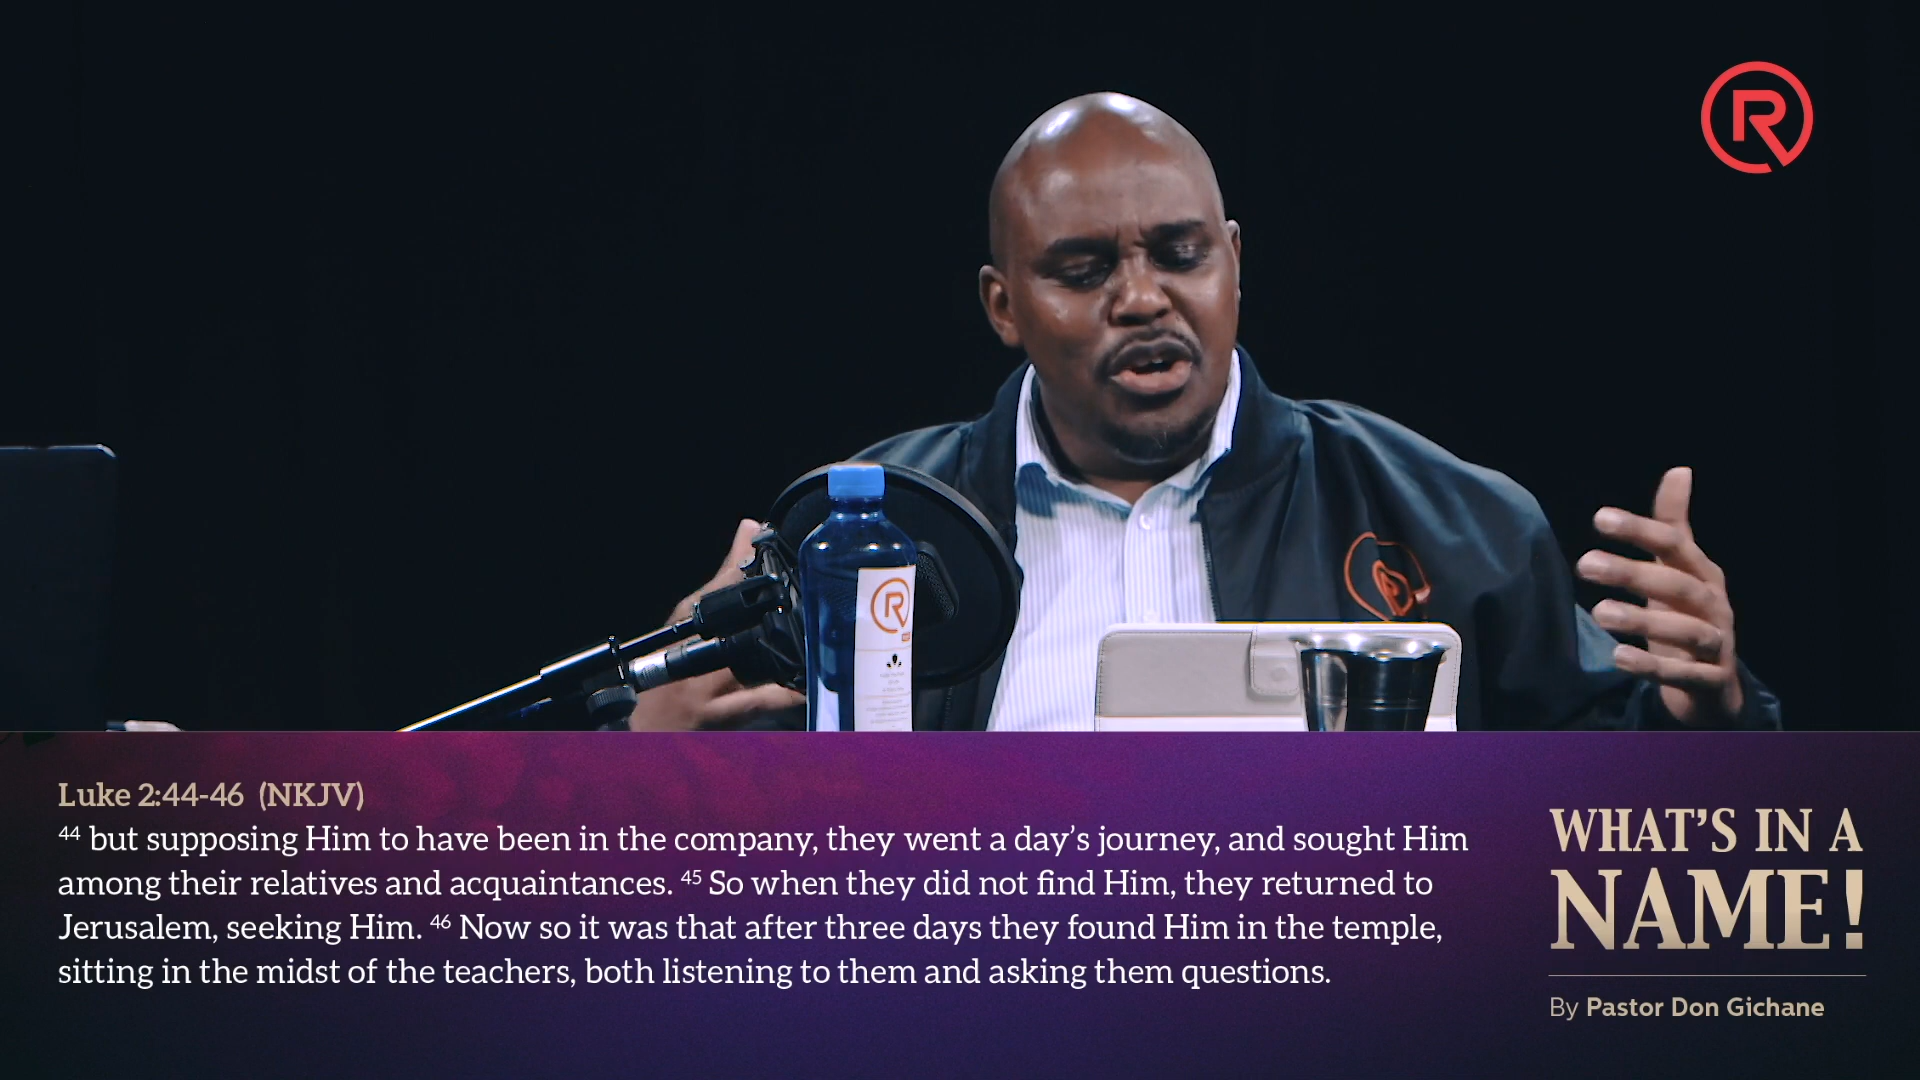 R
R
Luke 2:44-46 (NKJV)
44 but supposing Him to have been in the company, they went a day’s journey, and sought Him
among their relatives and acquaintances. 45 So when they did not find Him, they returned to
Jerusalem, seeking Him. 46 Now so it was that after three days they found Him in the temple,
sitting in the midst of the teachers, both listening to them and asking them questions.
WHAT’S IN A
NAME!
By Pastor Don Gichane